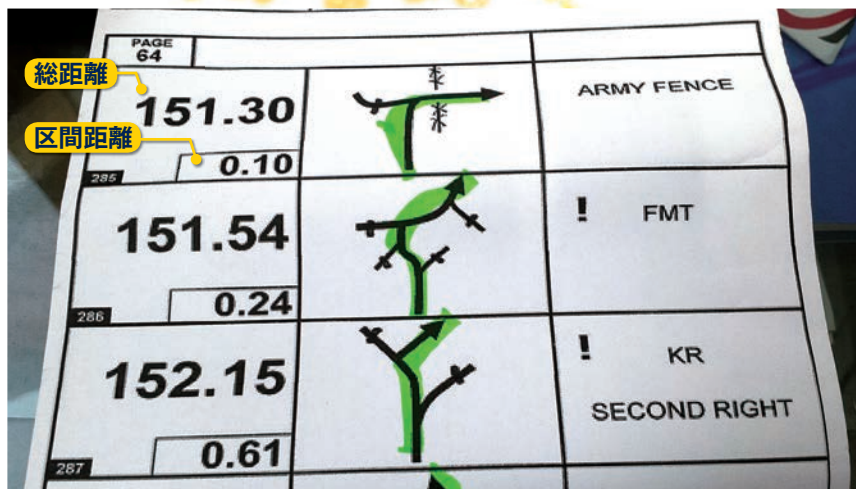 PAGE
64
総距離
151.30
ARMY FENCE
区間距離
0.10
285
151.54
! FMT
0.24
286
152.15
! KR
SECOND RIGHT
0.61
287